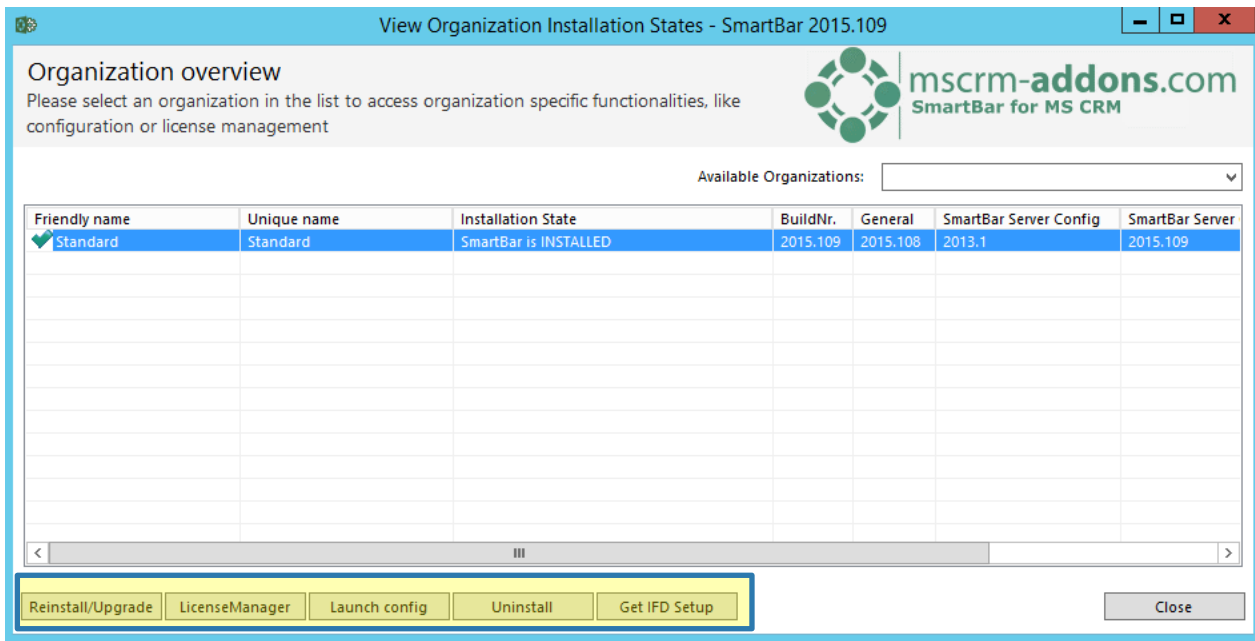 View Organization Installation States - SmartBar 2015.109
Organization overview
Please select an organization in the list to access organization specific functionalities, like
configuration or license management
mscrm-addons.com
SmartBar for MS CRM
Available Organizations:
Friendly name Unique name Installation State BuildNr. General SmartBar Server Config SmartBar Server
Standard Standard SmartBar is INSTALLED 2015.109 2015.108 2013.1 2015.109
Reinstall/Upgrade LicenseManager Launch config Uninstall Get IFD Setup Close